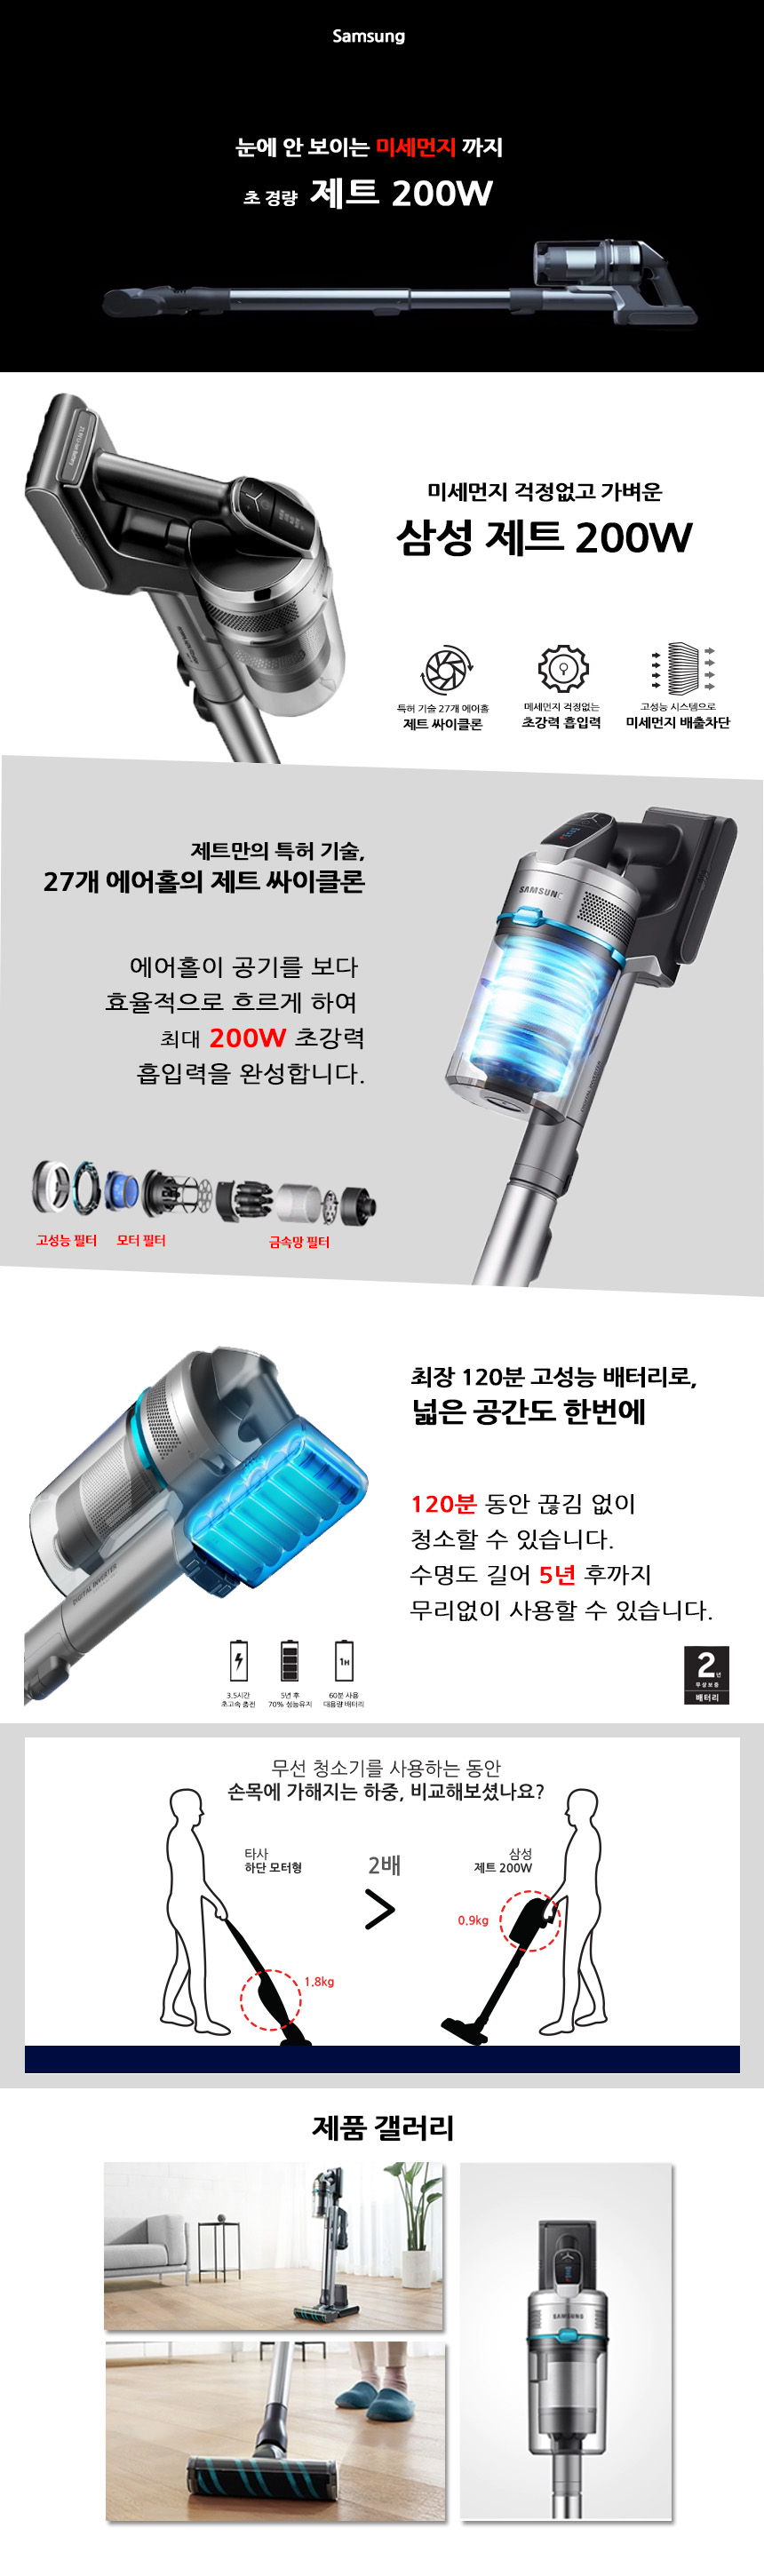 Samsung
눈에 안 보이는 미세먼지 까지
초 경량 제트 200W
미세먼지 걱정없고 가벼운
삼성 제트 200W
특허 기술 27개 에어홀
제트 싸이클론
미세먼지 걱정없는
초강력 흡입력
고성능 시스템으로
미세먼지 배출차단
제트만의 특허 기술,
27개 에어홀의 제트 싸이클론
에어홀이 공기를 보다
효율적으로 흐르게 하여
최대 200W 초강력
흡입력을 완성합니다.
SAMSUNG
DIGITAL INVERTER
고성능 필터
모터 필터
금속망 필터
최장 120분 고성능 배터리로,
넓은 공간도 한번에
120분 동안 끊김 없이
청소할 수 있습니다.
수명도 길어 5년 후까지
무리없이 사용할 수 있습니다.
DIGITAL INVERTER
1H
3.5시간
초고속 충전
5년 후
70% 성능유지
60분 사용
대용량 배터리
2년
무상보증
배터리
무선 청소기를 사용하는 동안
손목에 가해지는 하중, 비교해보셨나요?
타사
하단 모터형
2배
삼성
제트 200W
0.9kg
1.8kg
제품 갤러리
SAMSUNG